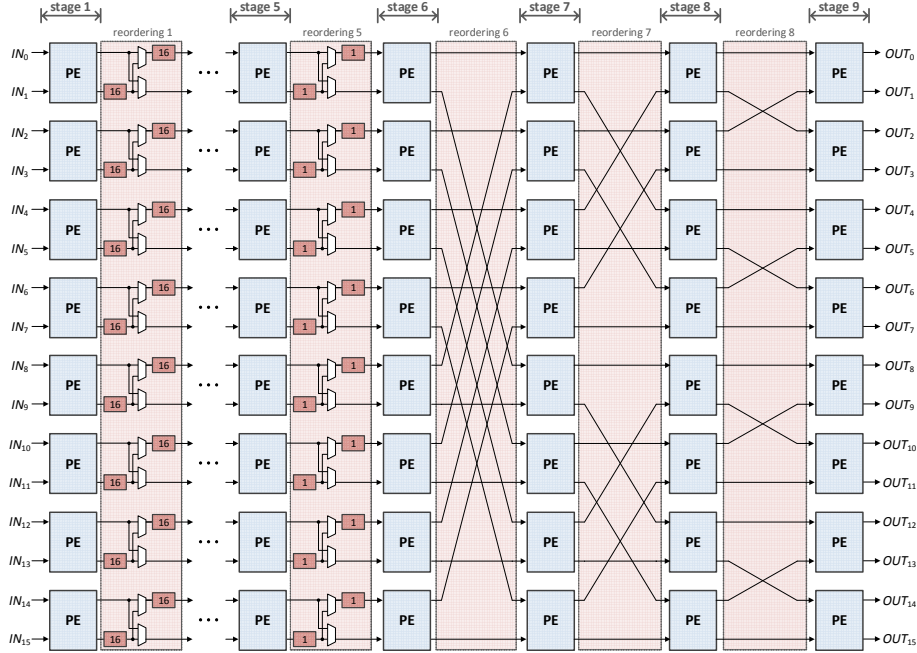 stage 1 stage 5 stage 6 stage 7 stage 8 stage 9
reordering 1 reordering 5 reordering 6 reordering 7 reordering 8
IN0 16 1 OUT0
PE ... PE PE PE PE PE
IN1 16 1 OUT1
IN2 16 1 OUT2
PE ... PE PE PE PE PE
IN3 16 1 OUT3
IN4 16 1 OUT4
PE ... PE PE PE PE PE
IN5 16 1 OUT5
IN6 16 1 OUT6
PE ... PE PE PE PE PE
IN7 16 1 OUT7
IN8 16 1 OUT8
PE ... PE PE PE PE PE
IN9 16 1 OUT9
IN10 16 1 OUT10
PE ... PE PE PE PE PE
IN11 16 1 OUT11
IN12 16 1 OUT12
PE ... PE PE PE PE PE
IN13 16 1 OUT13
IN14 16 1 OUT14
PE ... PE PE PE PE PE
IN15 16 1 OUT15